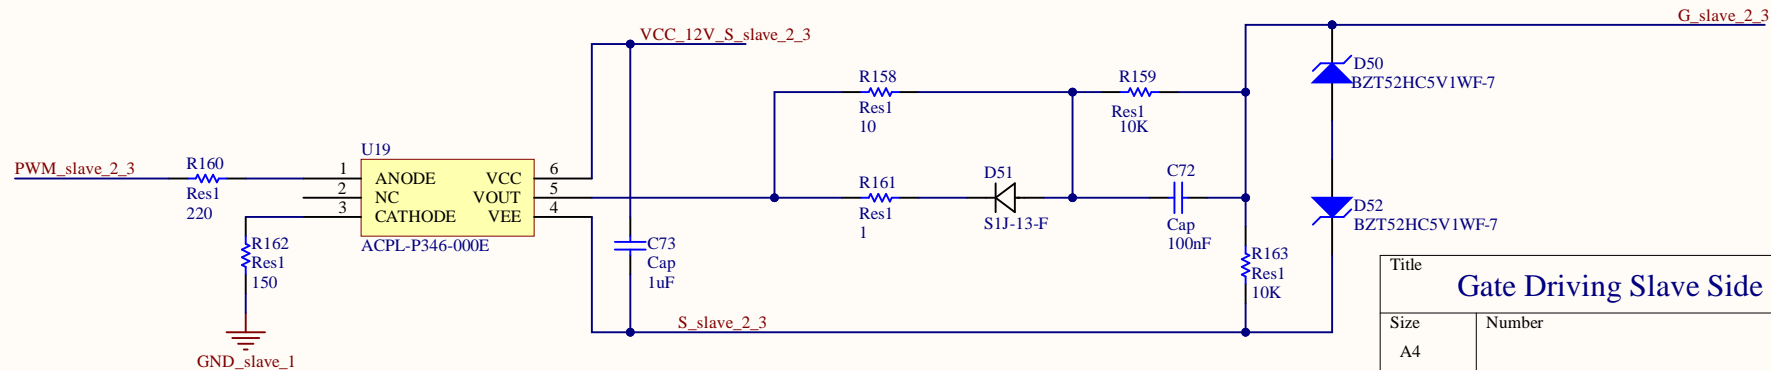 G_slave_2_3
VCC_12V_S_slave_2_3
D50
BZT52HC5V1WF-7
R158
Res1
10
R159
Res1
10K
U19
PWM_slave_2_3
R160
Res1
220
1
2
3
ANODE
NC
CATHODE
VCC
VOUT
VEE
6
5
4
ACPL-P346-000E
R161
Res1
1
D51
S1J-13-F
C72
Cap
100nF
D52
BZT52HC5V1WF-7
R162
Res1
150
C73
Cap
1uF
R163
Res1
10K
S_slave_2_3
GND_slave_1
Title
Gate Driving Slave Side
Size
Number
A4